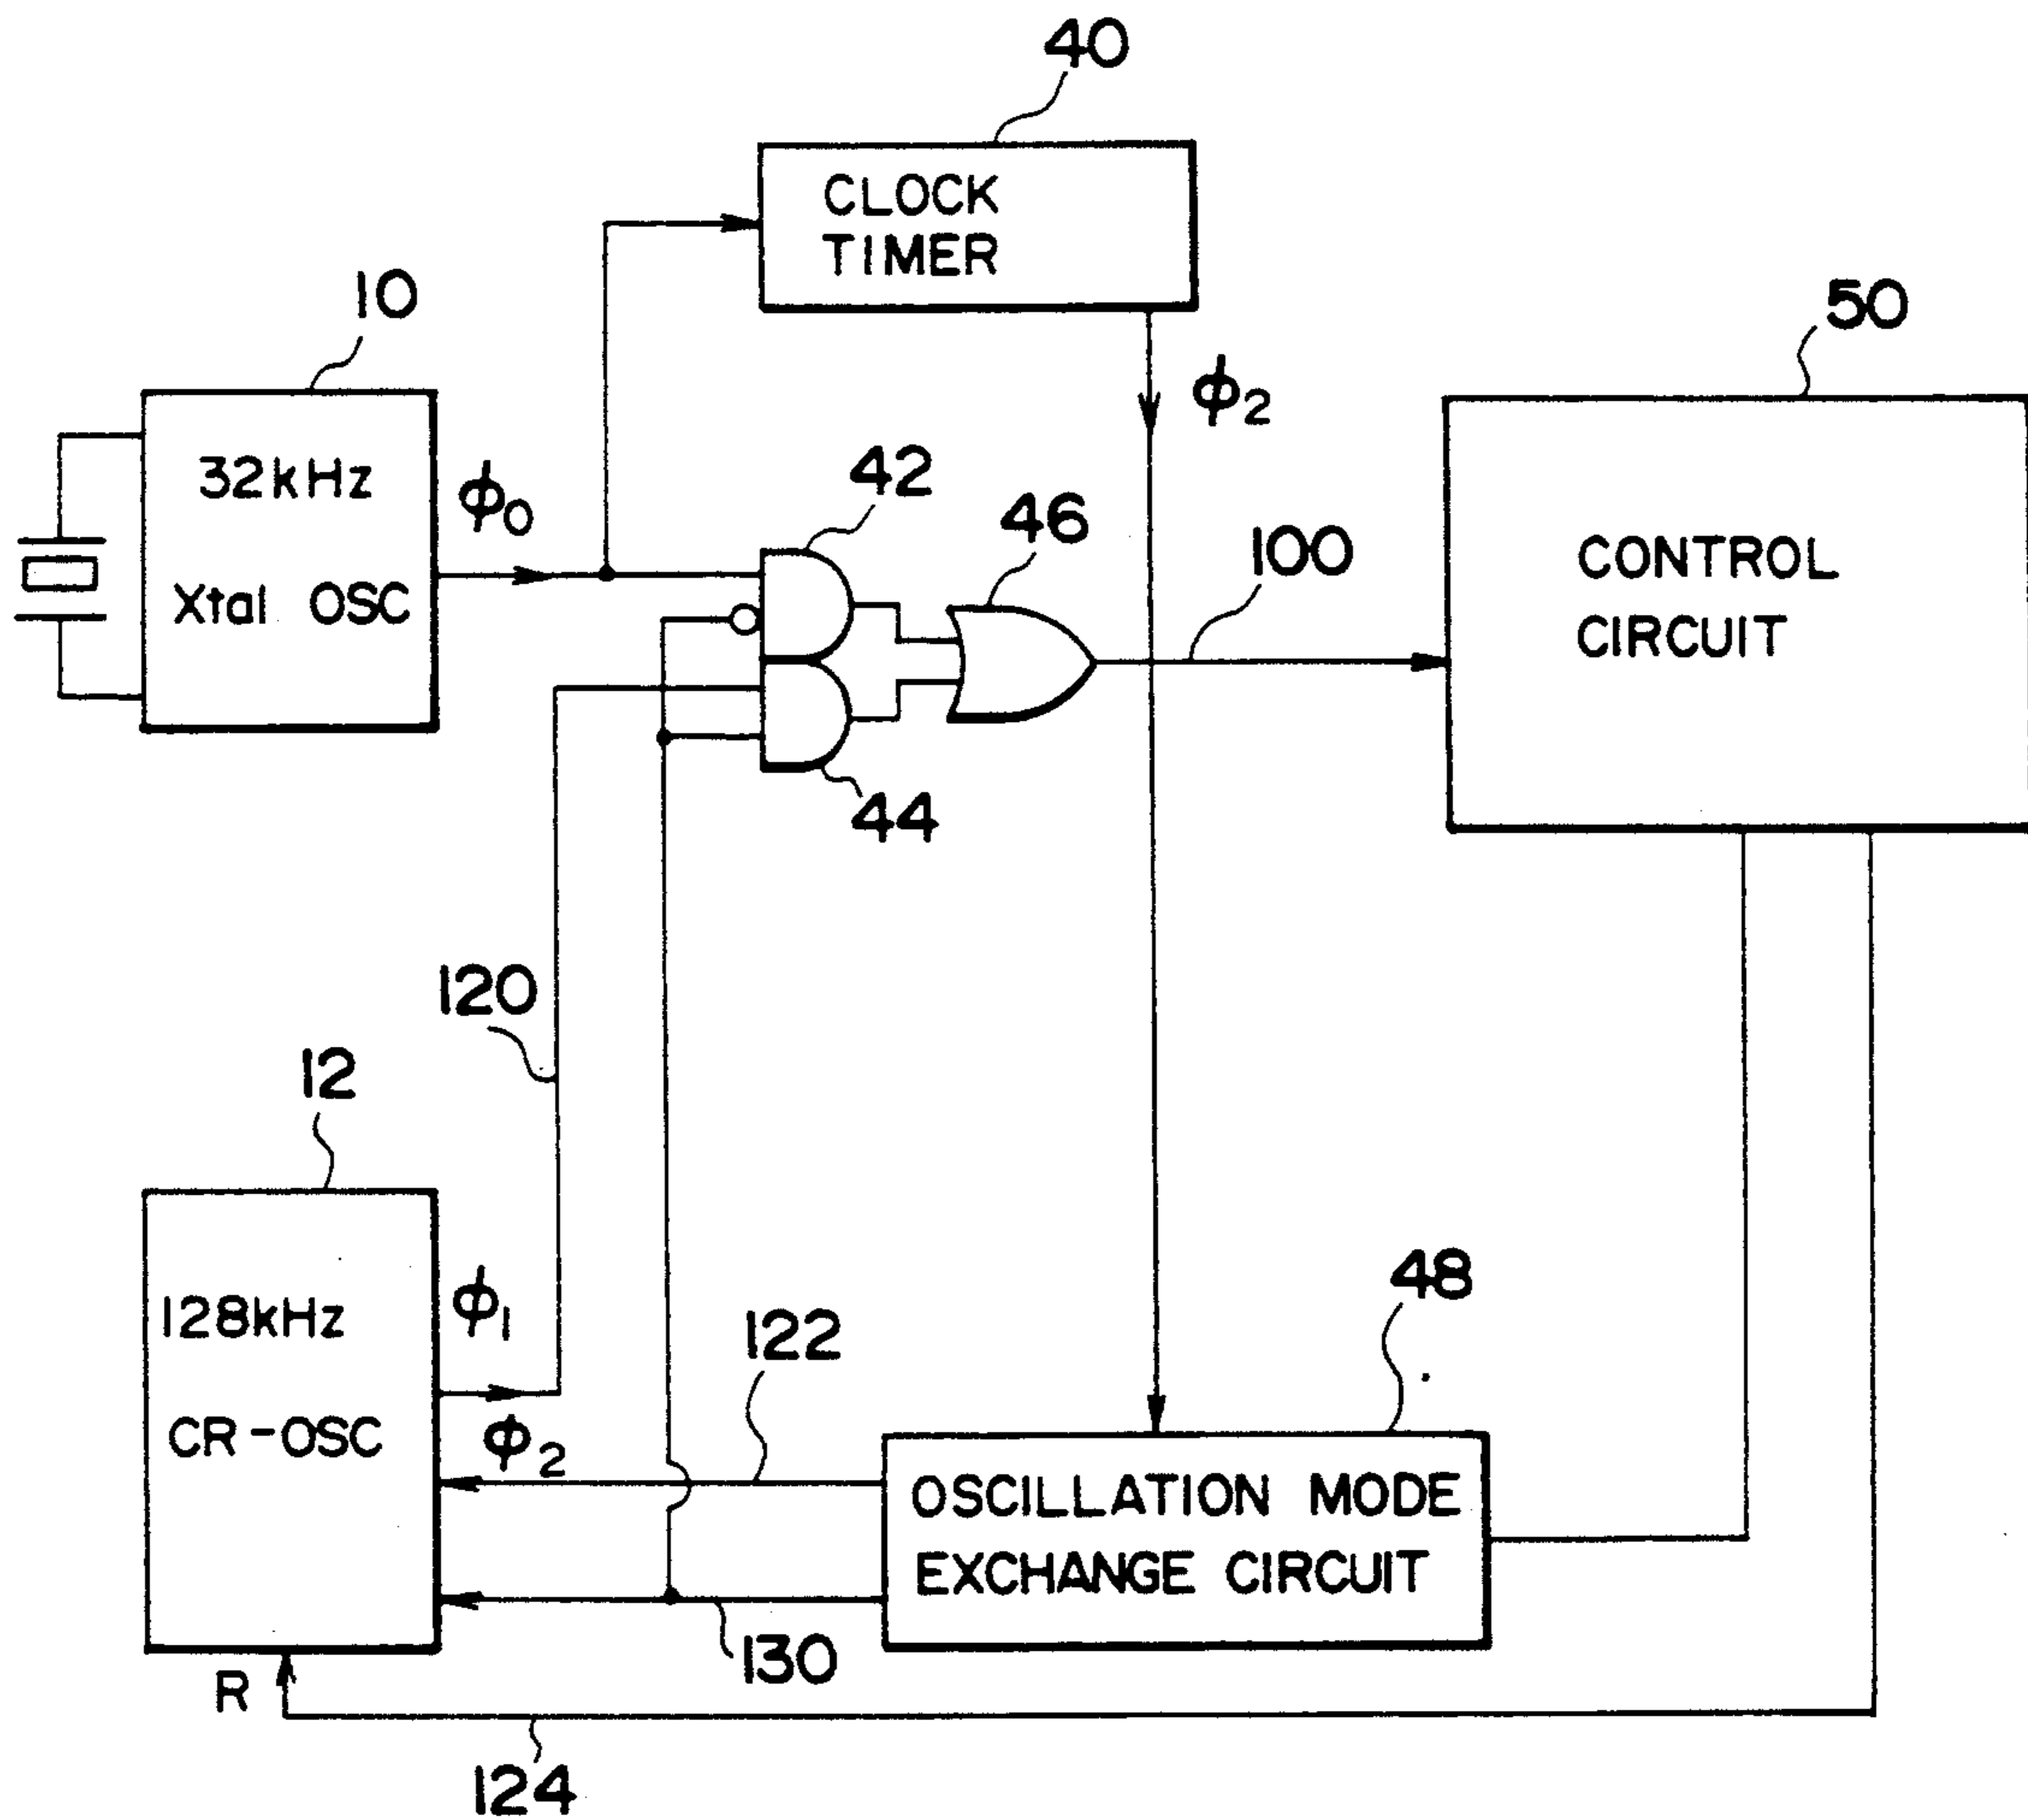 40
CLOCK
TIMER
10
50
ϕ2
32kHz
ϕ0
42
46
100
Xtal OSC
CONTROL
CIRCUIT
44
120
12
48
128kHz
ϕ1
122
CR-OSC
ϕ2
OSCILLATION MODE
EXCHANGE CIRCUIT
130
R
124